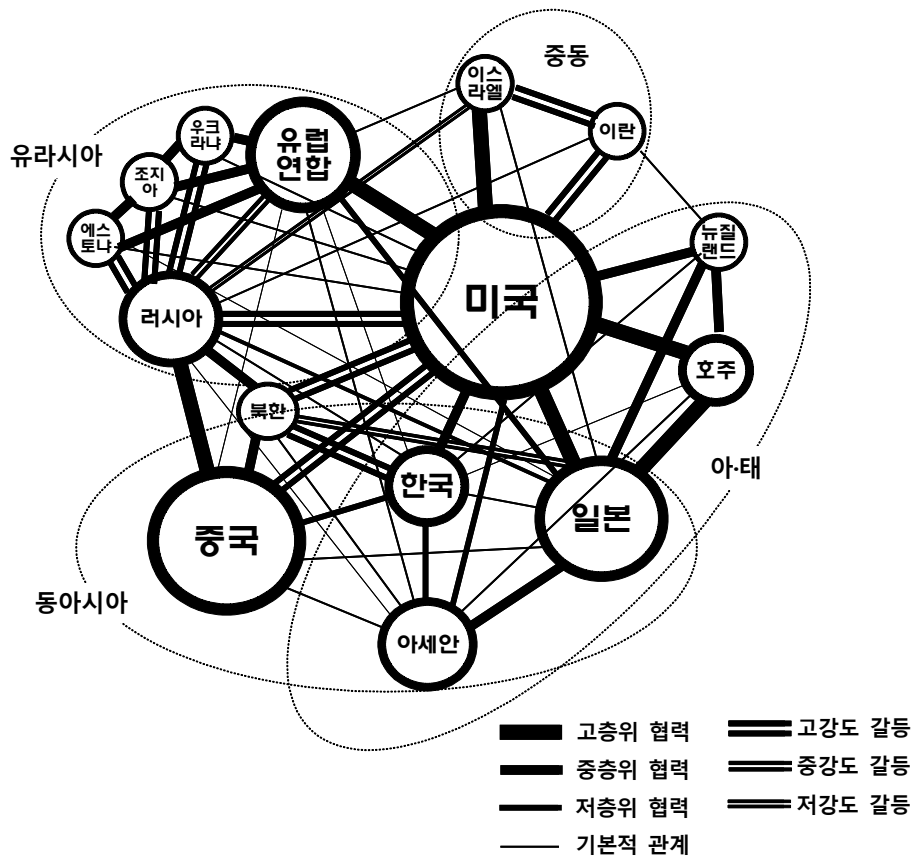 중동
이스
라엘
이란
우크
라냐
유럽
연합
유라시아
조지
아
에스
토냐
뉴질
랜드
미국
러시아
호주
북한
아·태
한국
일본
중국
동아시아
아세안
고층위 협력
고강도 갈등
중층위 협력
중강도 갈등
저층위 협력
저강도 갈등
기본적 관계